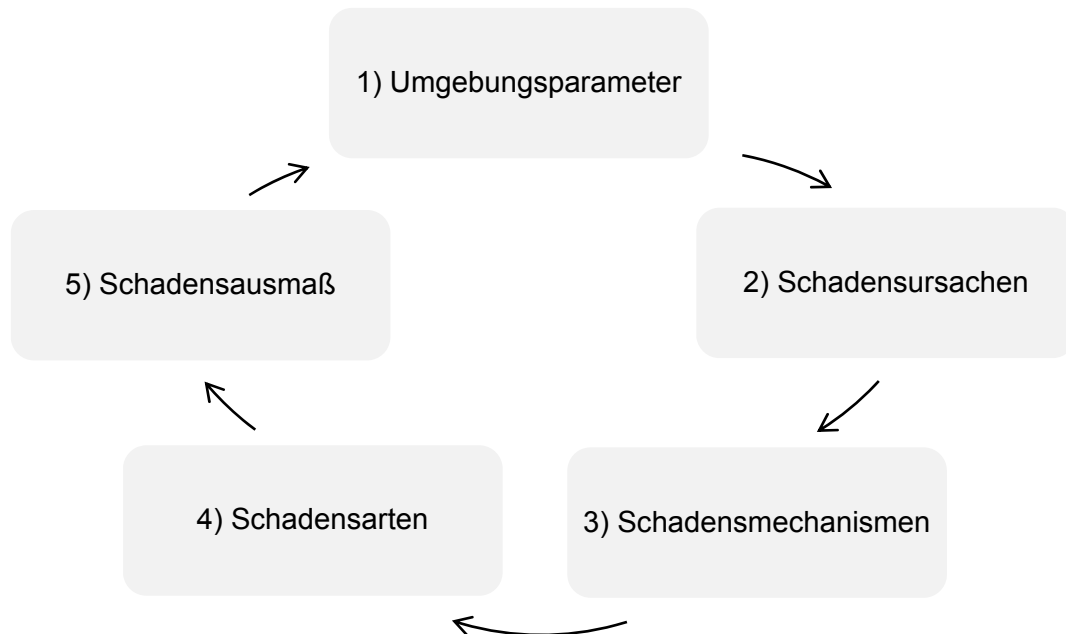 1) Umgebungsparameter
2) Schadensursachen
3) Schadensmechanismen
4) Schadensarten
5) Schadensausmaß